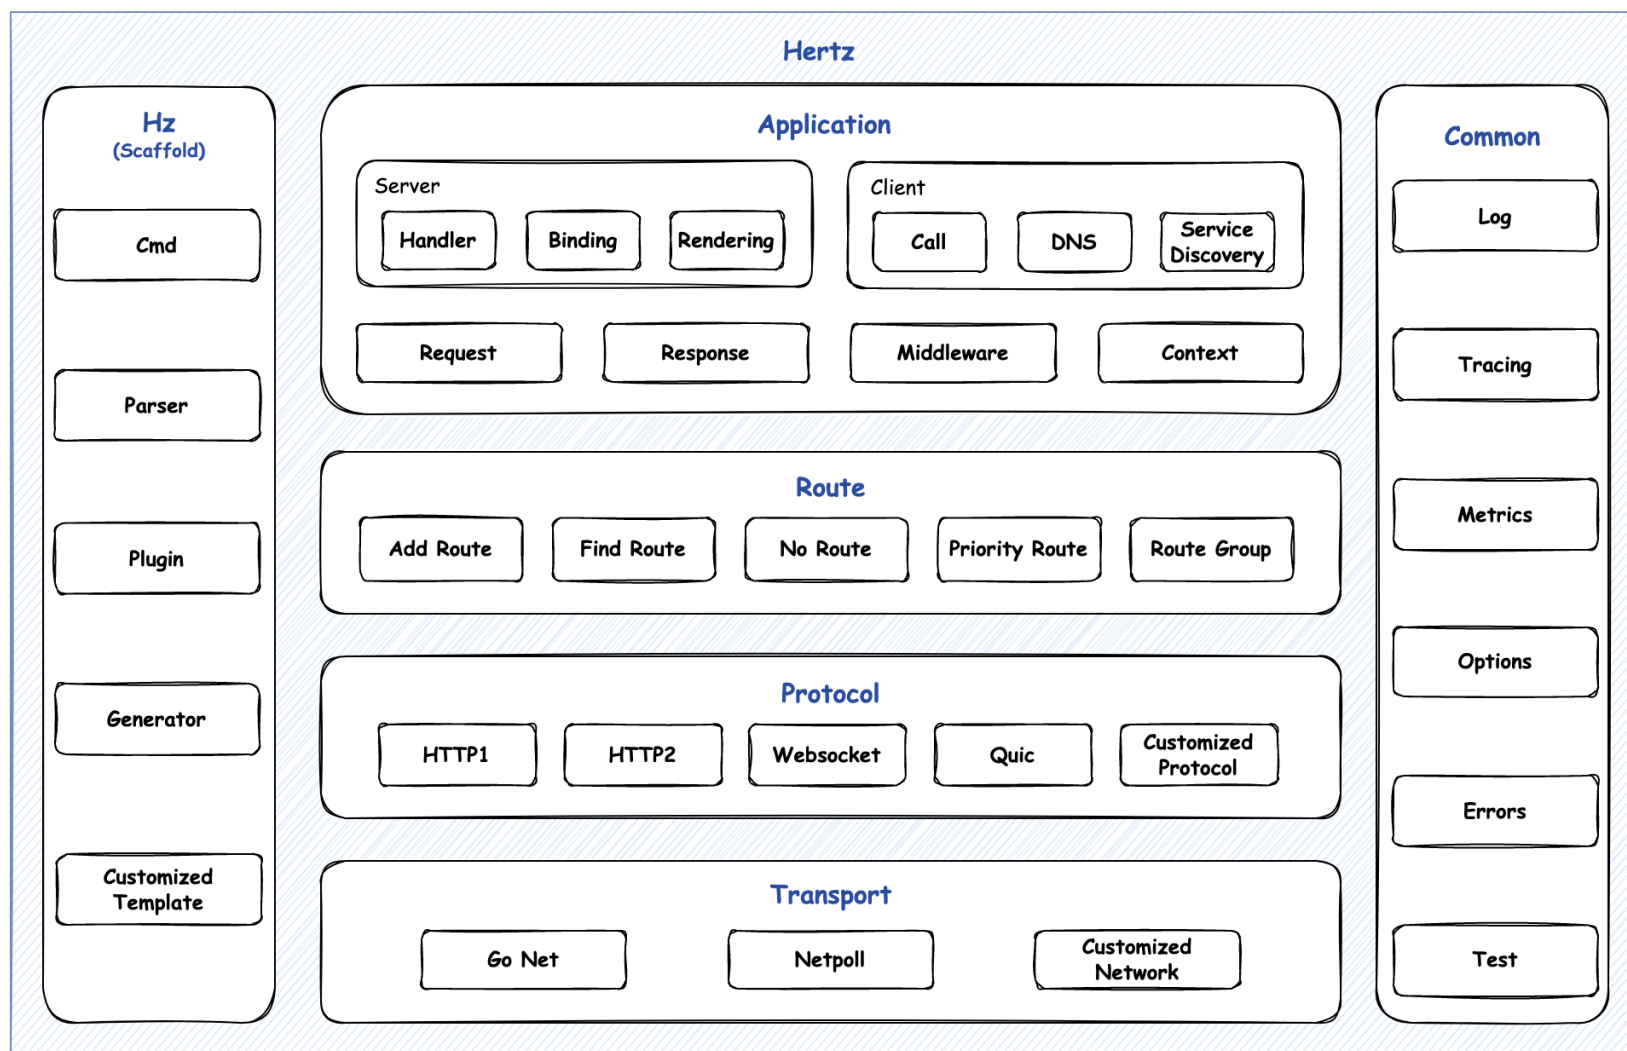 Hertz
Hz
(Scaffold)
Cmd
Parser
Plugin
Generator
Customized
Template
Application
Server
Handler
Binding
Rendering
Client
Call
DNS
Service
Discovery
Request
Response
Middleware
Context
Route
Add Route
Find Route
No Route
Priority Route
Route Group
Protocol
HTTP1
HTTP2
Websocket
Quic
Customized
Protocol
Transport
Go Net
Netpoll
Customized
Network
Common
Log
Tracing
Metrics
Options
Errors
Test